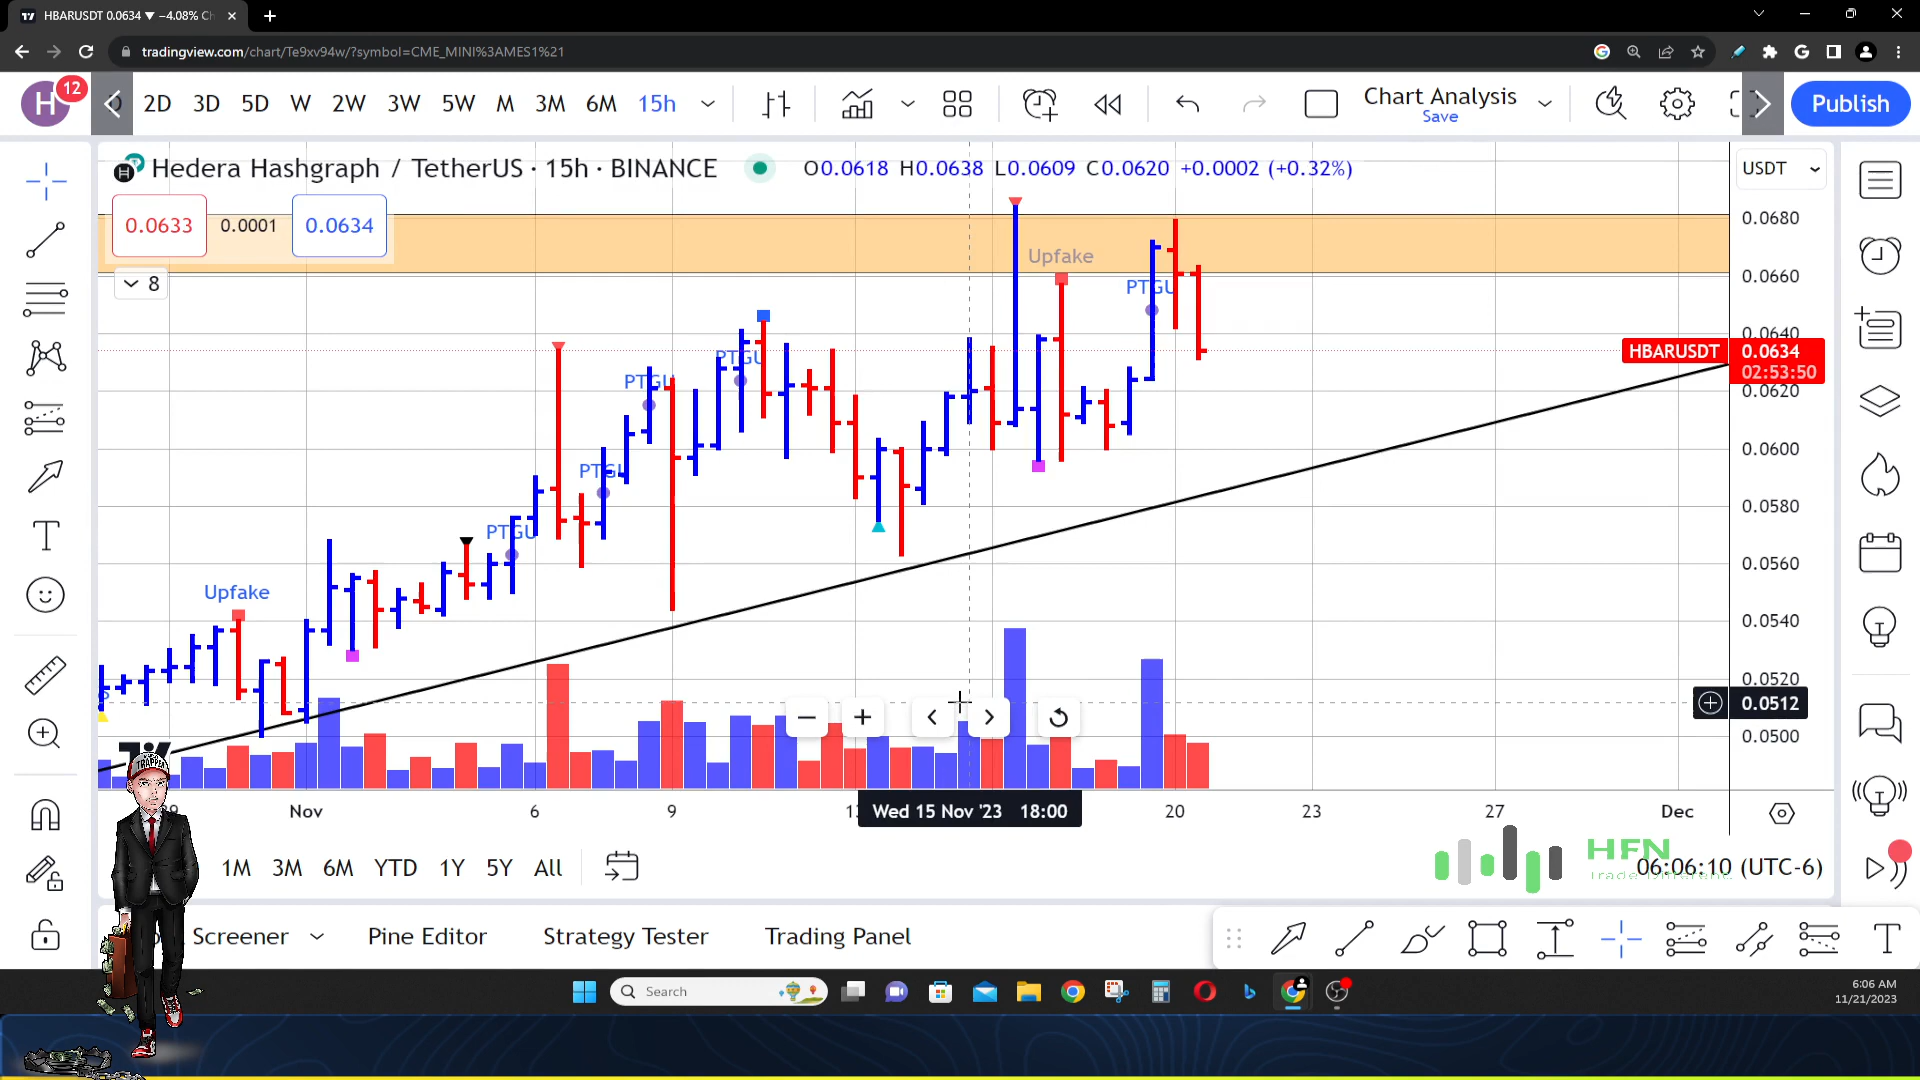 HBARUSDT 0.0634 ▼ −4.08% Ch
tradingview.com/chart/Te9xv94w/?symbol=CME_MINI%3AMES1%21
H 12
2D 3D 5D W 2W 3W 5W M 3M 6M 15h
Chart Analysis
Save
Publish
Hedera Hashgraph / TetherUS · 15h · BINANCE
O0.0618 H0.0638 L0.0609 C0.0620 +0.0002 (+0.32%)
USDT
0.0633 0.0001 0.0634
8
0.0680
0.0660
0.0640
HBARUSDT 0.0634
02:53:50
0.0620
0.0600
0.0580
0.0560
0.0540
0.0520
0.0512
0.0500
Upfake
PTGU
PTGU
PTGU
PTGU
PTGU
Upfake
TRAPPER
Nov 6 9 Wed 15 Nov '23 18:00 20 23 27 Dec
1M 3M 6M YTD 1Y 5Y All
HFN
06:06:10 (UTC-6)
Screener Pine Editor Strategy Tester Trading Panel
Search
6:06 AM
11/21/2023